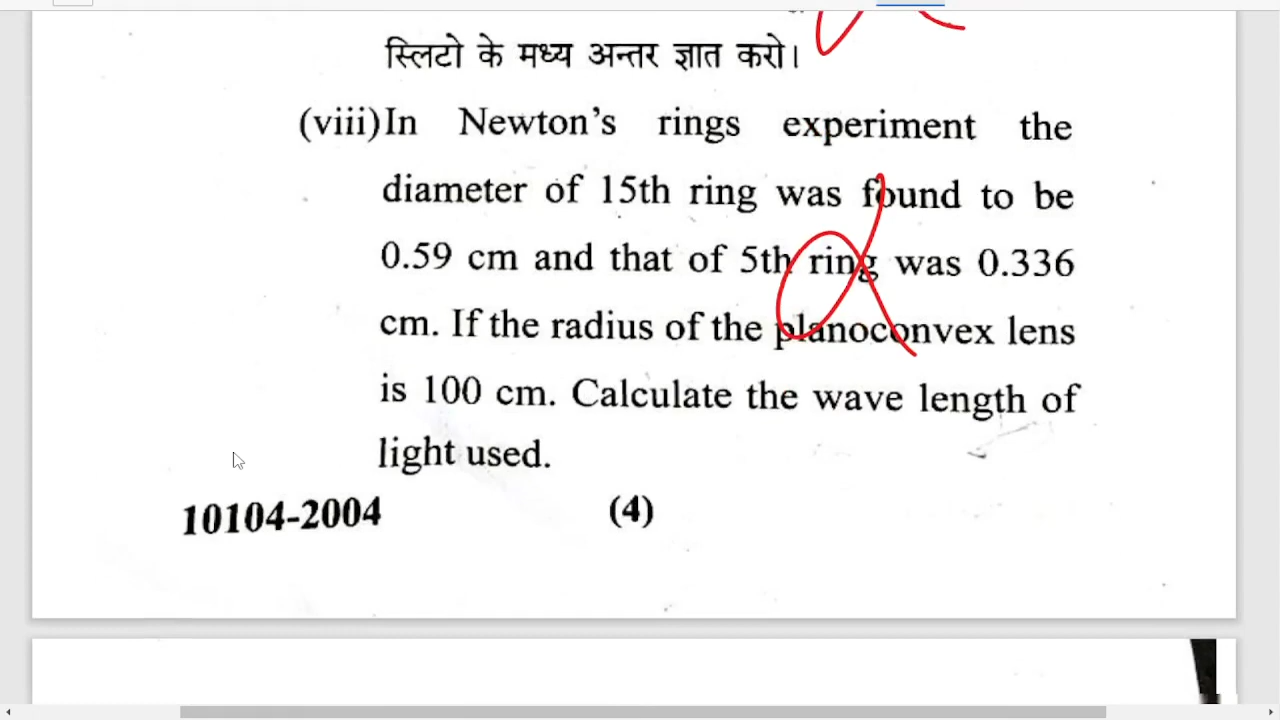 स्लिटो के मध्य अन्तर ज्ञात करो।
(viii) In Newton's rings experiment the
diameter of 15th ring was found to be
0.59 cm and that of 5th ring was 0.336
cm. If the radius of the planoconvex lens
is 100 cm. Calculate the wave length of
light used.
10104-2004 (4)